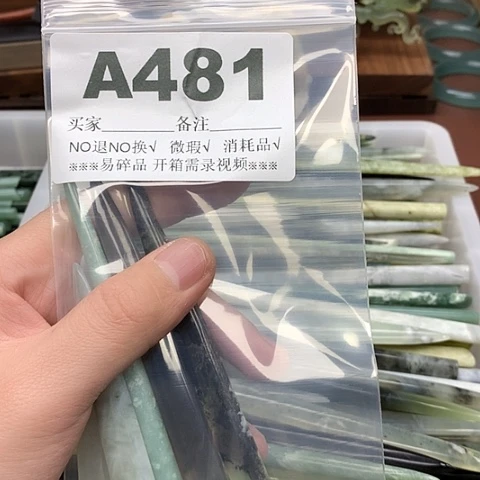 A481
买家________备注________
NO退NO换√ 微瑕√ 消耗品√
※※※易碎品 开箱需录视频※※※